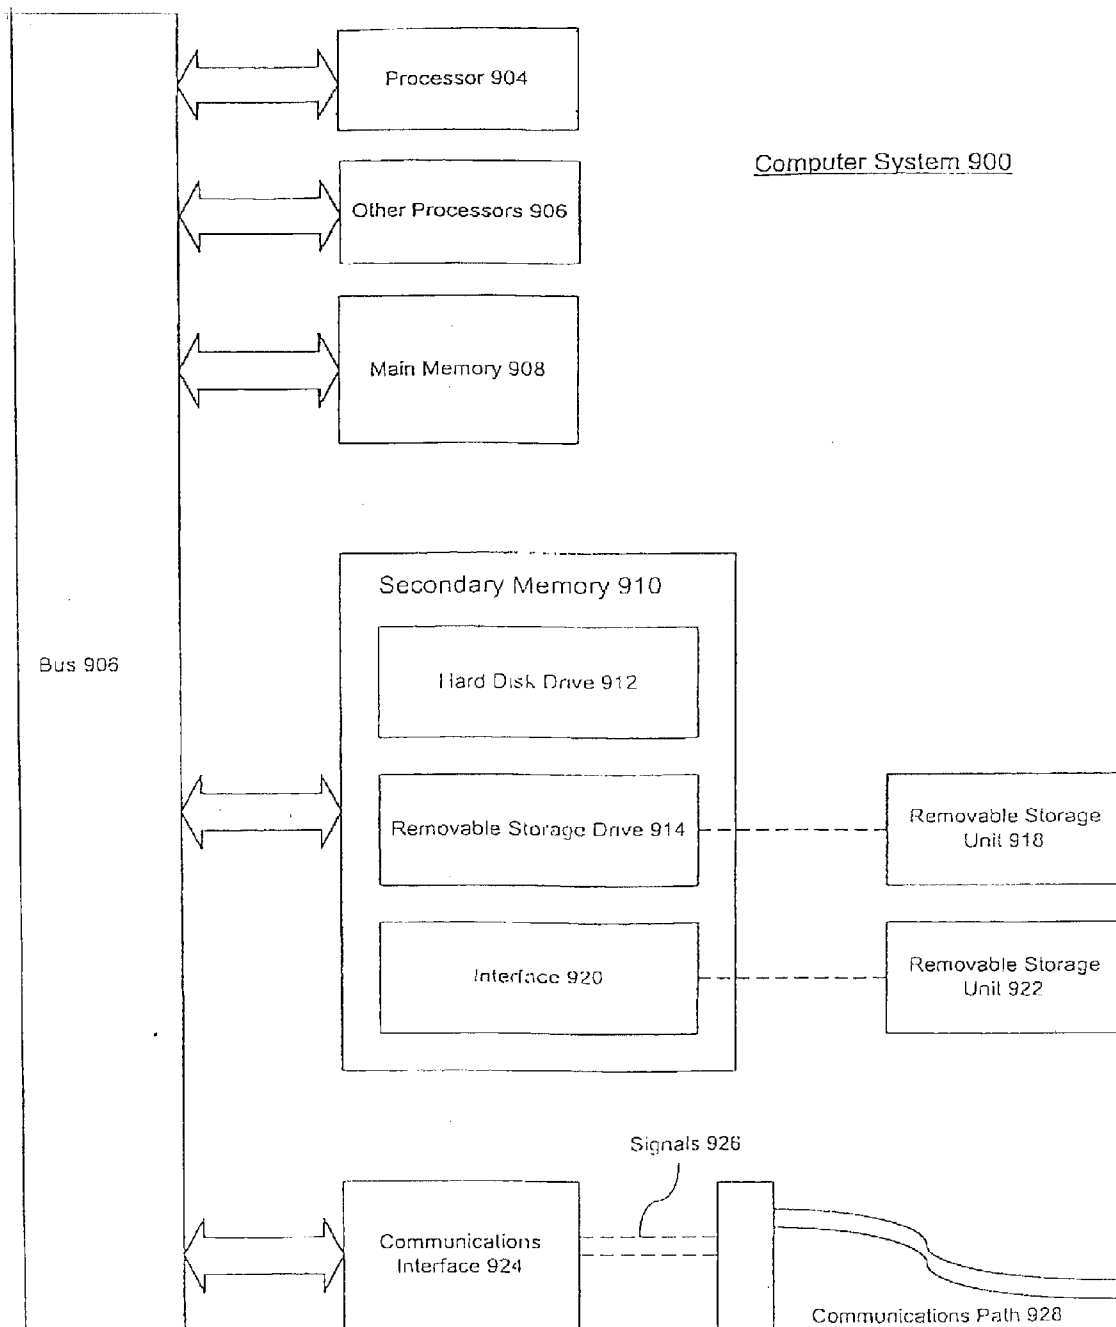 Processor 904
Computer System 900
Other Processors 906
Main Memory 908
Secondary Memory 910
Bus 906
Hard Disk Drive 912
Removable Storage Drive 914
Removable Storage
Unit 918
Interface 920
Removable Storage
Unit 922
Signals 926
Communications
Interface 924
Communications Path 928